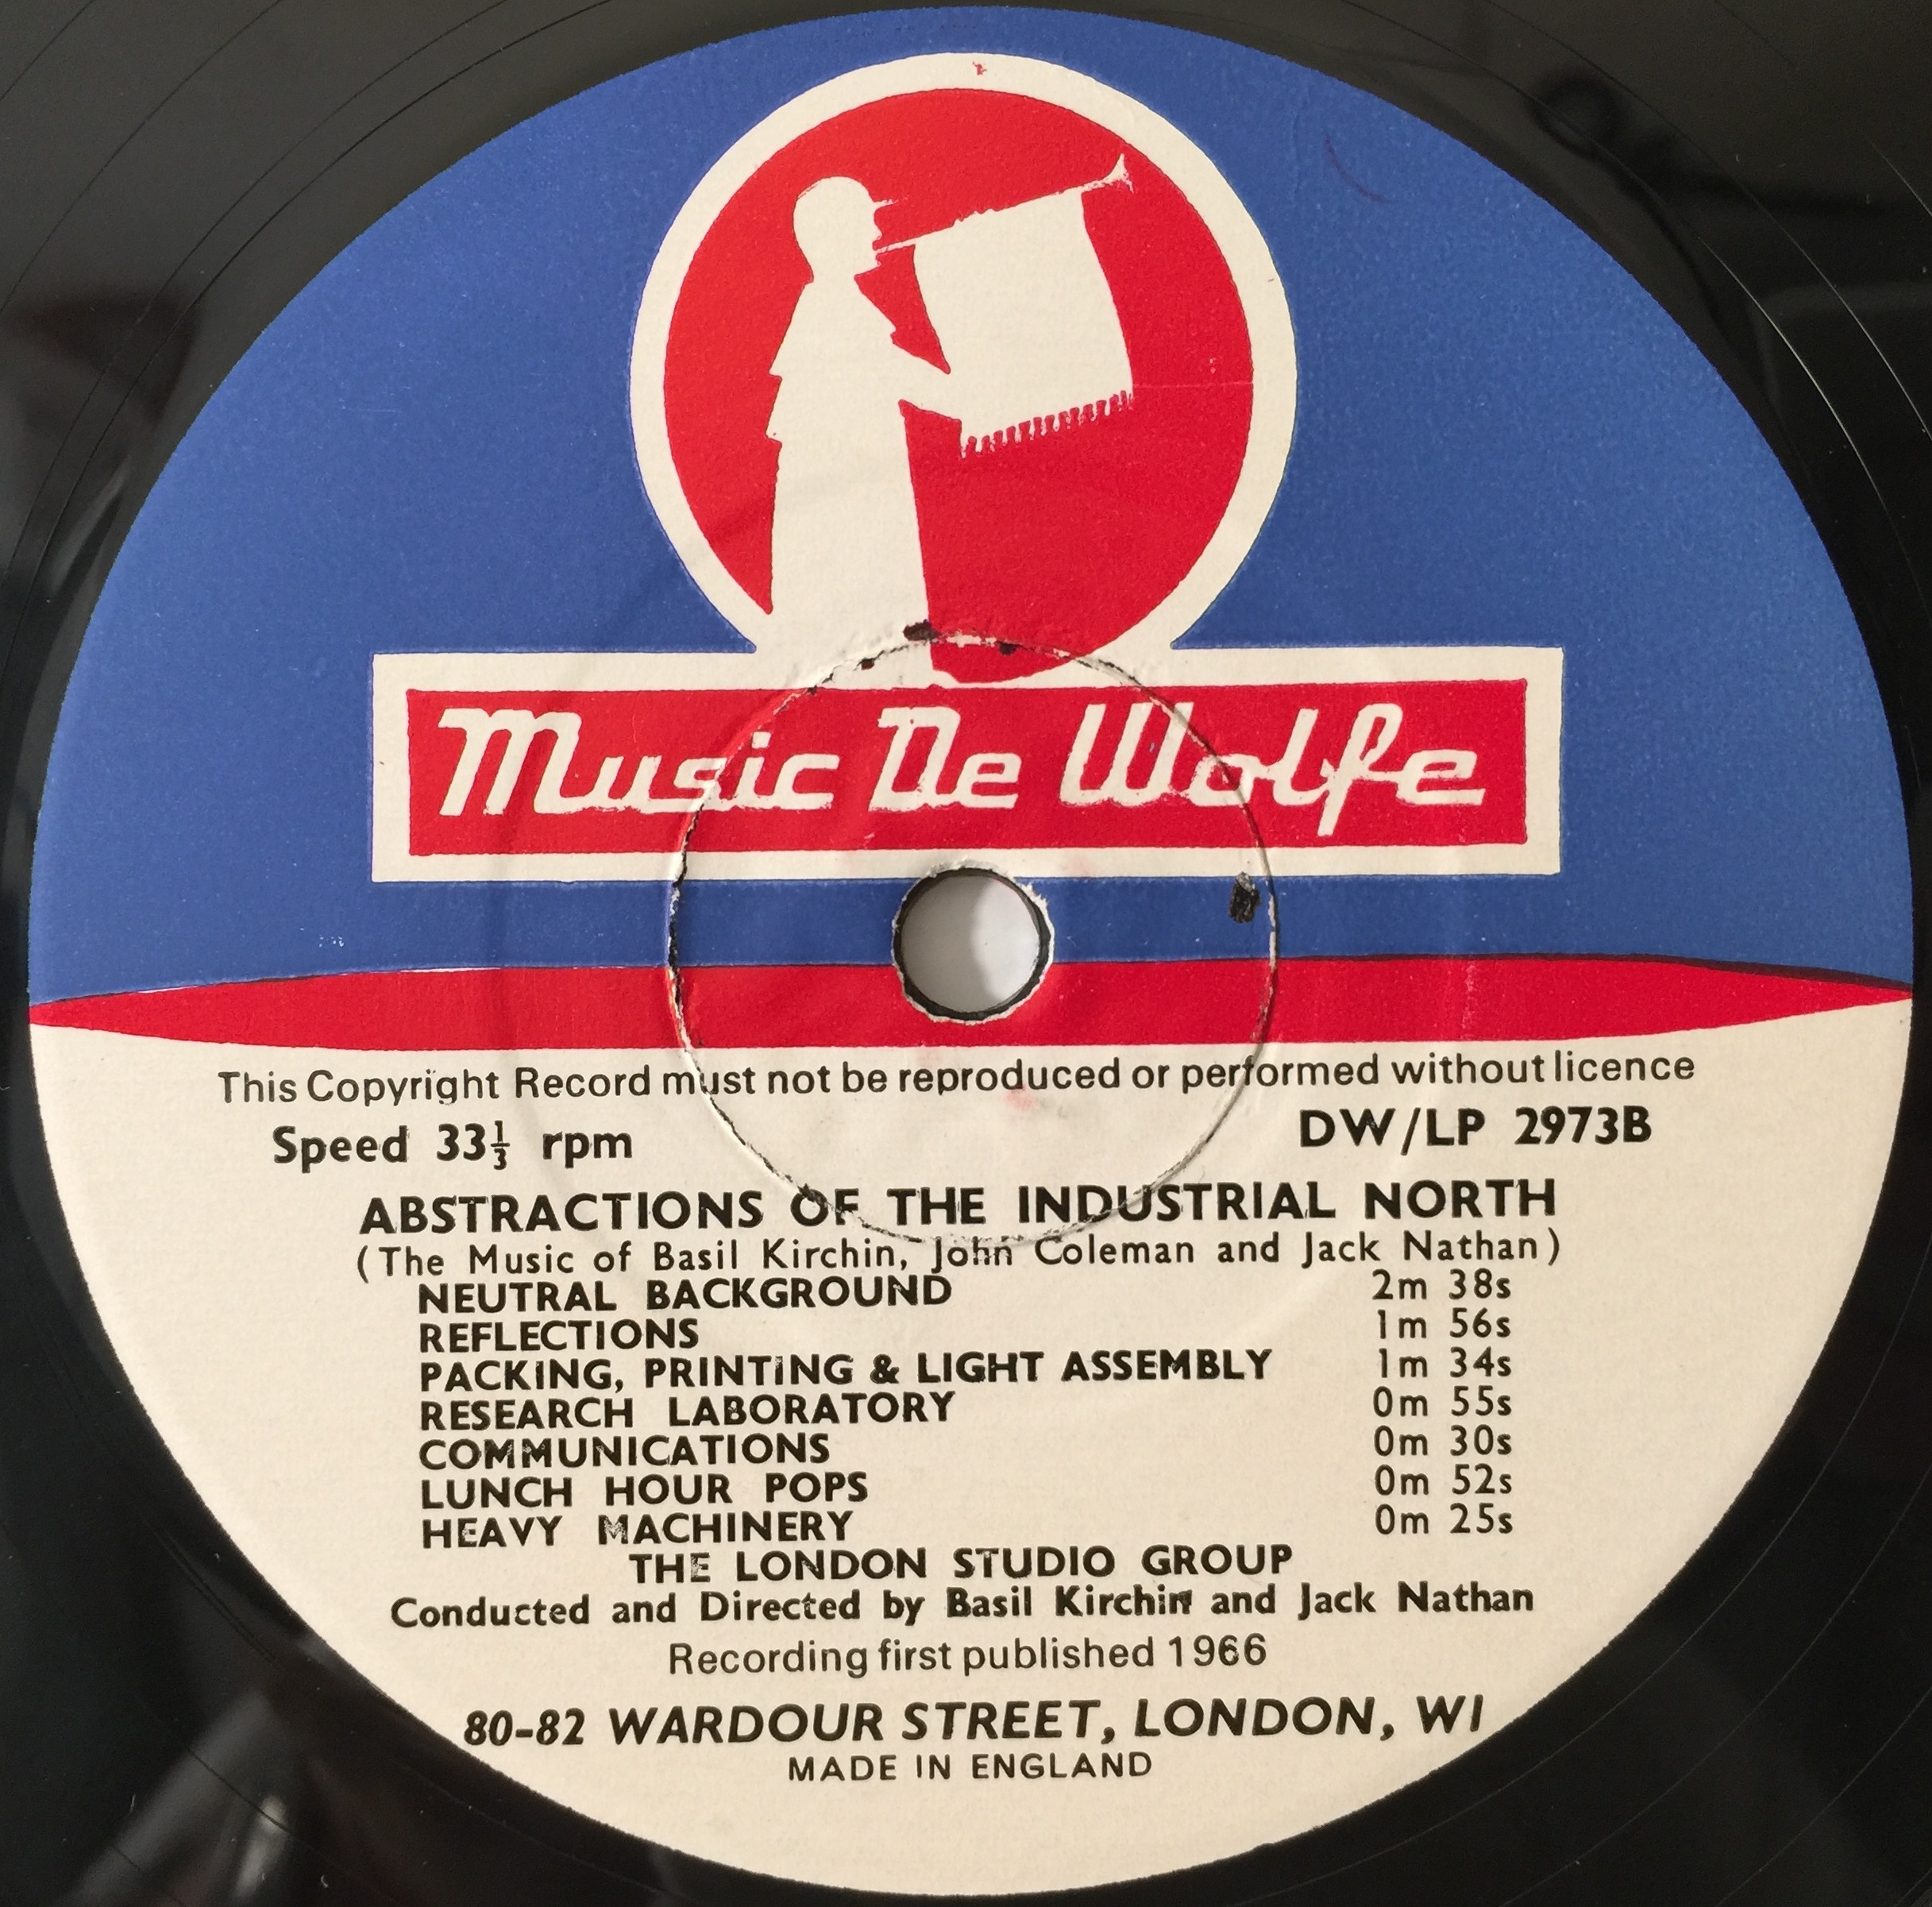 Music De Wolfe
This Copyright Record must not be reproduced or performed without licence
Speed 33⅓ rpm DW/LP 2973B
ABSTRACTIONS OF THE INDUSTRIAL NORTH
(The Music of Basil Kirchin, John Coleman and Jack Nathan)
NEUTRAL BACKGROUND 2m 38s
REFLECTIONS 1m 56s
PACKING, PRINTING & LIGHT ASSEMBLY 1m 34s
RESEARCH LABORATORY 0m 55s
COMMUNICATIONS 0m 30s
LUNCH HOUR POPS 0m 52s
HEAVY MACHINERY 0m 25s
THE LONDON STUDIO GROUP
Conducted and Directed by Basil Kirchin and Jack Nathan
Recording first published 1966
80-82 WARDOUR STREET, LONDON, W1
MADE IN ENGLAND